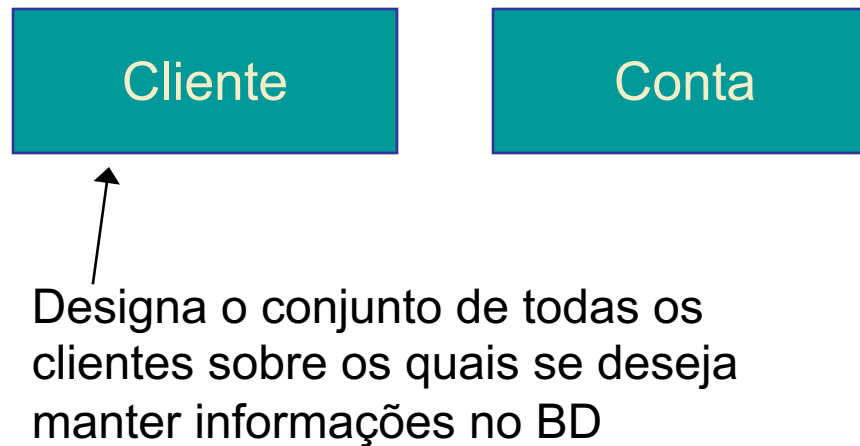 Cliente
Conta
Designa o conjunto de todas os
clientes sobre os quais se deseja
manter informações no BD